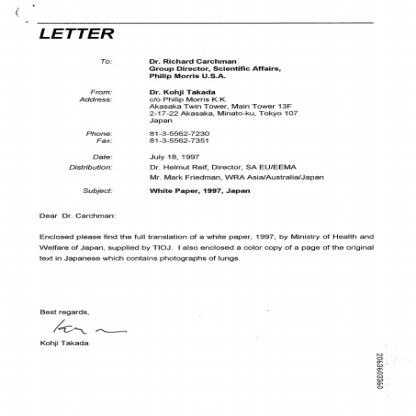 LETTER
To: Dr. Richard Carchman
Group Director, Scientific Affairs,
Philip Morris U.S.A.
From: Dr. Kohji Takada
Address: c/o Philip Morris K.K.
Akasaka Twin Tower, Main Tower 13F
2-17-22 Akasaka, Minato-ku, Tokyo 107
Japan
Phone: 81-3-5562-7230
Fax: 81-3-5562-7351
Date: July 18, 1997
Distribution: Dr. Helmut Reif, Director, SA EU/EEMA
Mr. Mark Friedman, WRA Asia/Australia/Japan
Subject: White Paper, 1997, Japan
Dear Dr. Carchman:
Enclosed please find the full translation of a white paper, 1997, by Ministry of Health and
Welfare of Japan, supplied by TIOJ. I also enclosed a color copy of a page of the original
text in Japanese which contains photographs of lungs.
Best regards,
Kohji Takada
2063603360